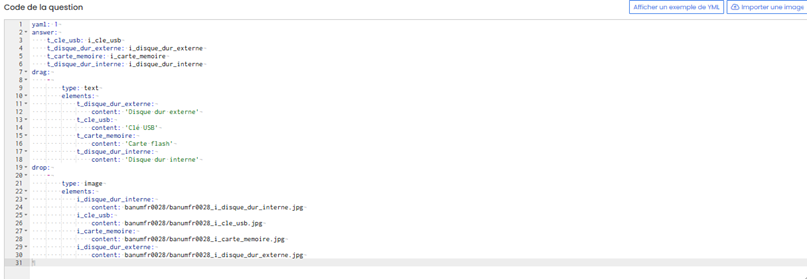 Code de la question
Afficher un exemple de YML
Importer une image
1 yaml: 1
2 answer:
3 t_cle_usb: i_cle_usb
4 t_disque_dur_externe: i_disque_dur_externe
5 t_carte_memoire: i_carte_memoire
6 t_disque_dur_interne: i_disque_dur_interne
7 drag:
8 -
9 type: text
10 elements:
11 t_disque_dur_externe:
12 content: 'Disque dur externe'
13 t_cle_usb:
14 content: 'Clé USB'
15 t_carte_memoire:
16 content: 'Carte flash'
17 t_disque_dur_interne:
18 content: 'Disque dur interne'
19 drop:
20 -
21 type: image
22 elements:
23 i_disque_dur_interne:
24 content: banumfr0028/banumfr0028_i_disque_dur_interne.jpg
25 i_cle_usb:
26 content: banumfr0028/banumfr0028_i_cle_usb.jpg
27 i_carte_memoire:
28 content: banumfr0028/banumfr0028_i_carte_memoire.jpg
29 i_disque_dur_externe:
30 content: banumfr0028/banumfr0028_i_disque_dur_externe.jpg
31